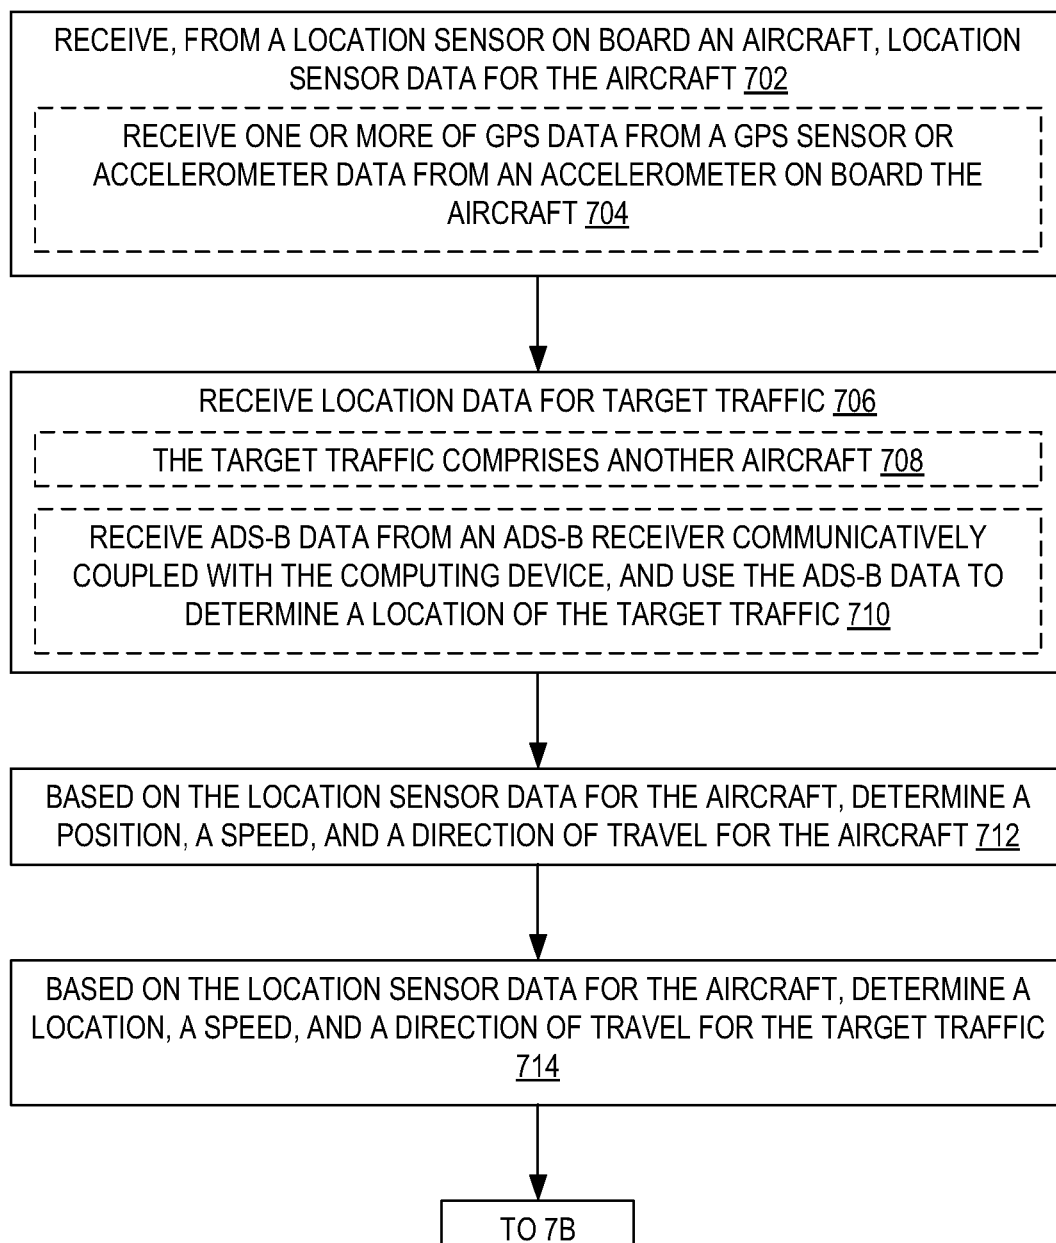 RECEIVE, FROM A LOCATION SENSOR ON BOARD AN AIRCRAFT, LOCATION
SENSOR DATA FOR THE AIRCRAFT 702
RECEIVE ONE OR MORE OF GPS DATA FROM A GPS SENSOR OR
ACCELEROMETER DATA FROM AN ACCELEROMETER ON BOARD THE
AIRCRAFT 704
RECEIVE LOCATION DATA FOR TARGET TRAFFIC 706
THE TARGET TRAFFIC COMPRISES ANOTHER AIRCRAFT 708
RECEIVE ADS-B DATA FROM AN ADS-B RECEIVER COMMUNICATIVELY
COUPLED WITH THE COMPUTING DEVICE, AND USE THE ADS-B DATA TO
DETERMINE A LOCATION OF THE TARGET TRAFFIC 710
BASED ON THE LOCATION SENSOR DATA FOR THE AIRCRAFT, DETERMINE A
POSITION, A SPEED, AND A DIRECTION OF TRAVEL FOR THE AIRCRAFT 712
BASED ON THE LOCATION SENSOR DATA FOR THE AIRCRAFT, DETERMINE A
LOCATION, A SPEED, AND A DIRECTION OF TRAVEL FOR THE TARGET TRAFFIC
714
TO 7B